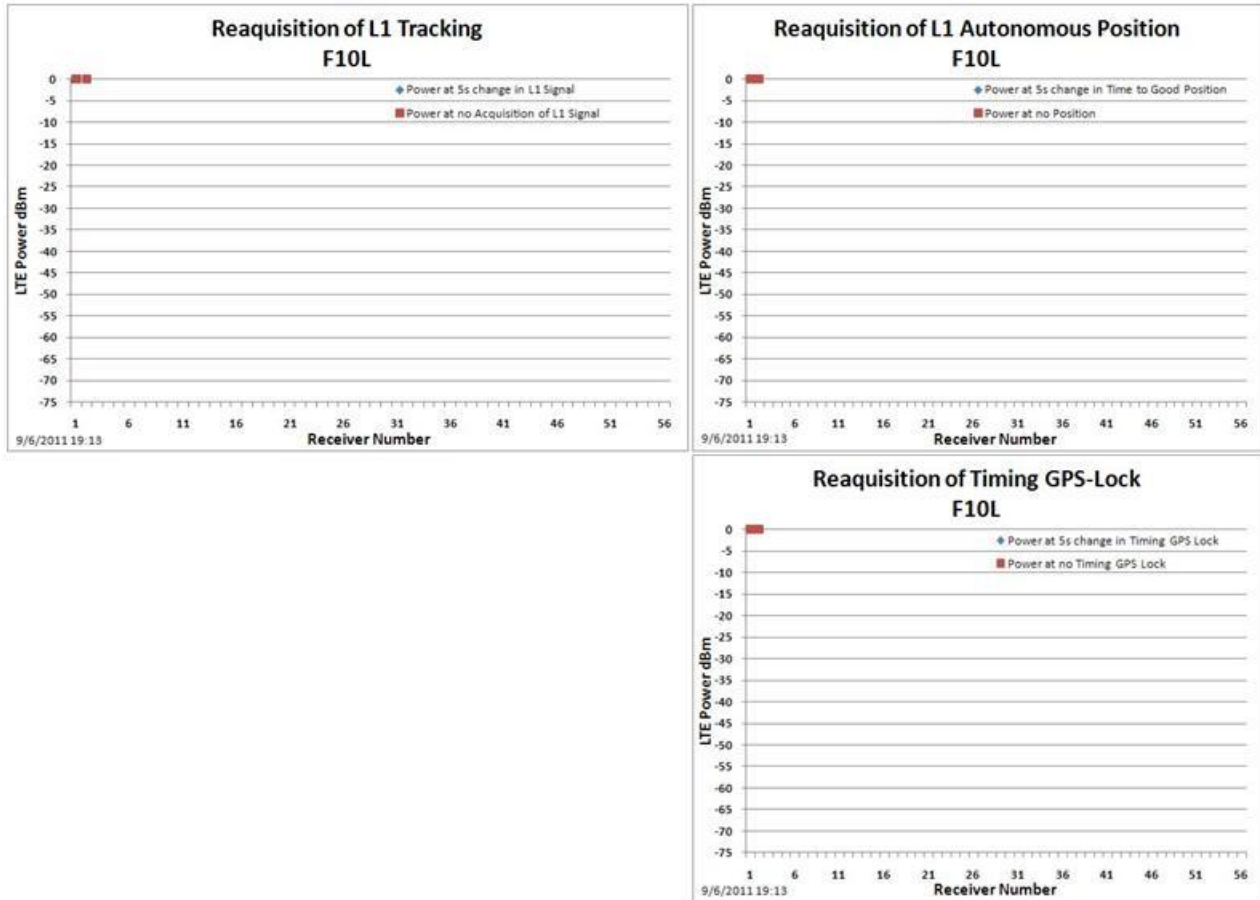 Reaquisition of L1 Tracking
F10L
Power at 5s change in L1 Signal
Power at no Acquisition of L1 Signal
LTE Power dBm
0
-5
-10
-15
-20
-25
-30
-35
-40
-45
-50
-55
-60
-65
-70
-75
1 6 11 16 21 26 31 36 41 46 51 56
Receiver Number
9/6/2011 19:13
Reaquisition of L1 Autonomous Position
F10L
Power at 5s change in Time to Good Position
Power at no Position
LTE Power dBm
0
-5
-10
-15
-20
-25
-30
-35
-40
-45
-50
-55
-60
-65
-70
-75
1 6 11 16 21 26 31 36 41 46 51 56
Receiver Number
9/6/2011 19:13
Reaquisition of Timing GPS-Lock
F10L
Power at 5s change in Timing GPS Lock
Power at no Timing GPS Lock
LTE Power dBm
0
-5
-10
-15
-20
-25
-30
-35
-40
-45
-50
-55
-60
-65
-70
-75
1 6 11 16 21 26 31 36 41 46 51 56
Receiver Number
9/6/2011 19:13